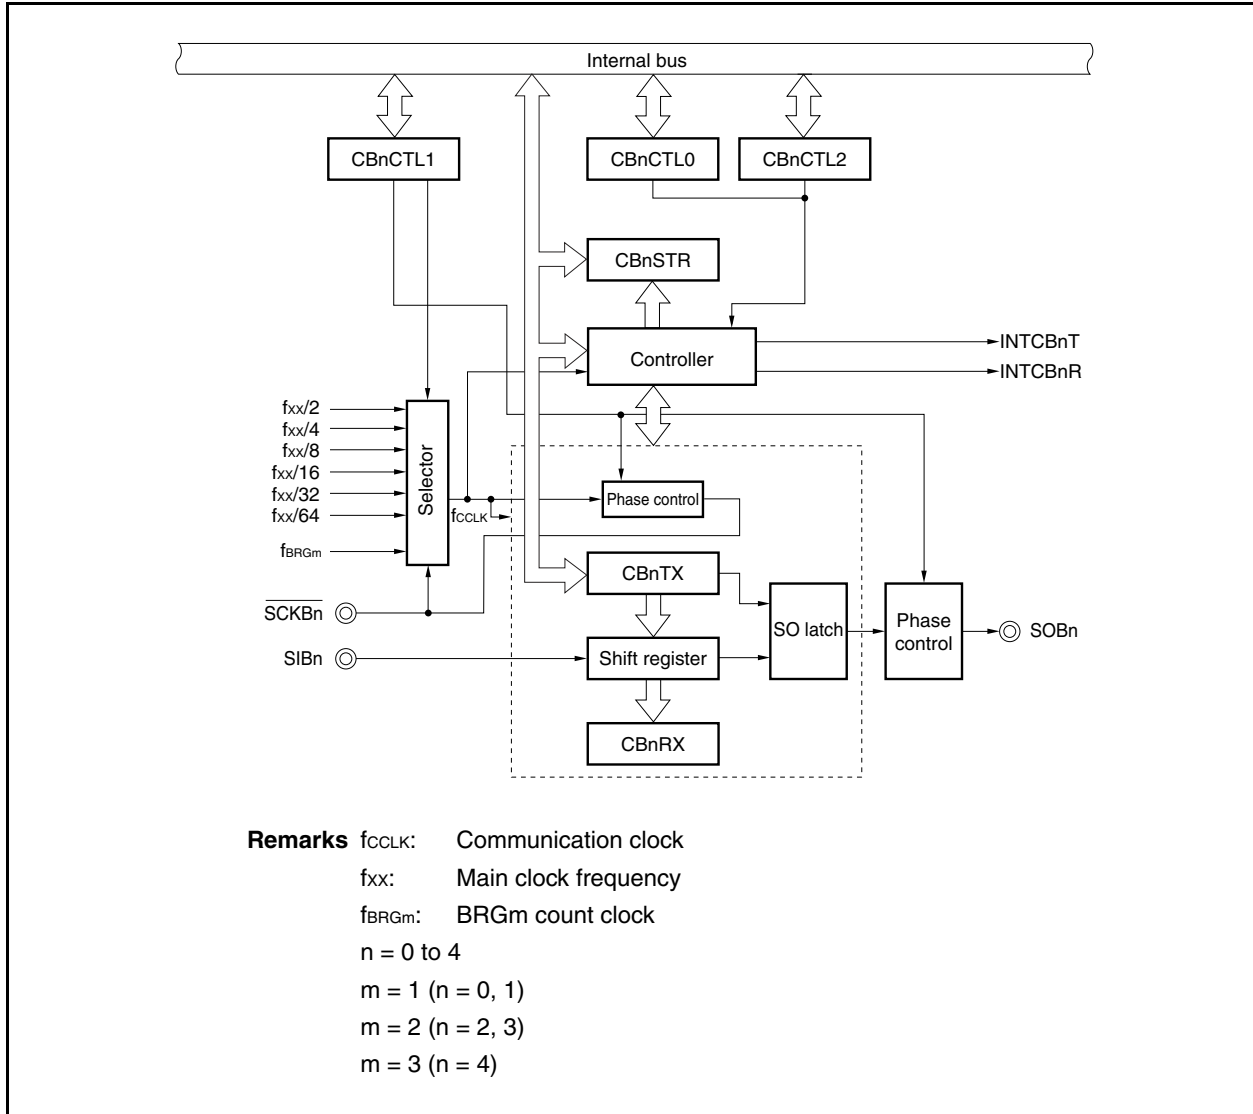 Internal bus
CBnCTL1
CBnCTL0
CBnCTL2
CBnSTR
Controller
INTCBnT
INTCBnR
fXX/2
fXX/4
fXX/8
fXX/16
fXX/32
fXX/64
fBRGm
Selector
fCCLK
Phase control
CBnTX
SCKBn
SO latch
Phase
control
SOBn
SIBn
Shift register
CBnRX
Remarks fCCLK: Communication clock
fXX: Main clock frequency
fBRGm: BRGm count clock
n = 0 to 4
m = 1 (n = 0, 1)
m = 2 (n = 2, 3)
m = 3 (n = 4)